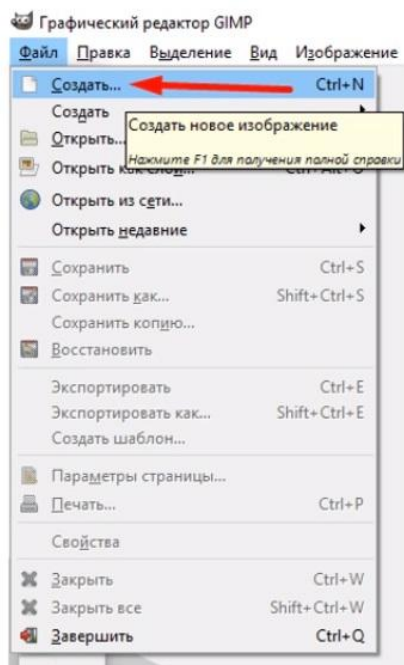 Графический редактор GIMP
Файл Правка Выделение Вид Изображение
Создать... Ctrl+N
Создать
Создать новое изображение
Открыть...
Нажмите F1 для получения полной справки
Открыть как слои... Ctrl+Alt+O
Открыть из сети...
Открыть недавние
Сохранить Ctrl+S
Сохранить как... Shift+Ctrl+S
Сохранить копию...
Восстановить
Экспортировать Ctrl+E
Экспортировать как... Shift+Ctrl+E
Создать шаблон...
Параметры страницы...
Печать... Ctrl+P
Свойства
Закрыть Ctrl+W
Закрыть все Shift+Ctrl+W
Завершить Ctrl+Q